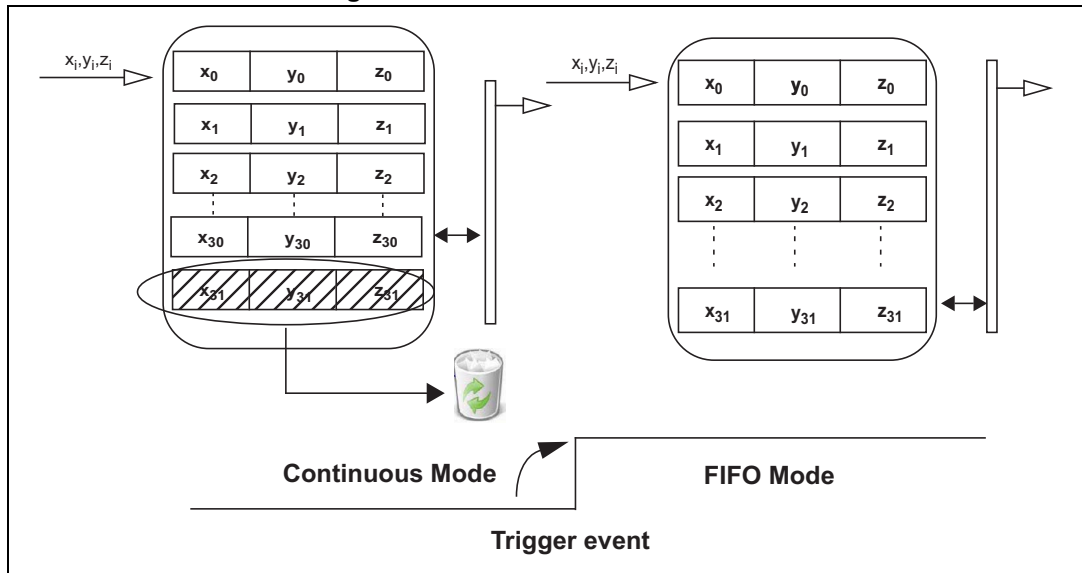 xᵢ,yᵢ,zᵢ
x₀ y₀ z₀
x₁ y₁ z₁
x₂ y₂ z₂
x₃₀ y₃₀ z₃₀
x₃₁ y₃₁ z₃₁
xᵢ,yᵢ,zᵢ
x₀ y₀ z₀
x₁ y₁ z₁
x₂ y₂ z₂
x₃₁ y₃₁ z₃₁
Continuous Mode
FIFO Mode
Trigger event